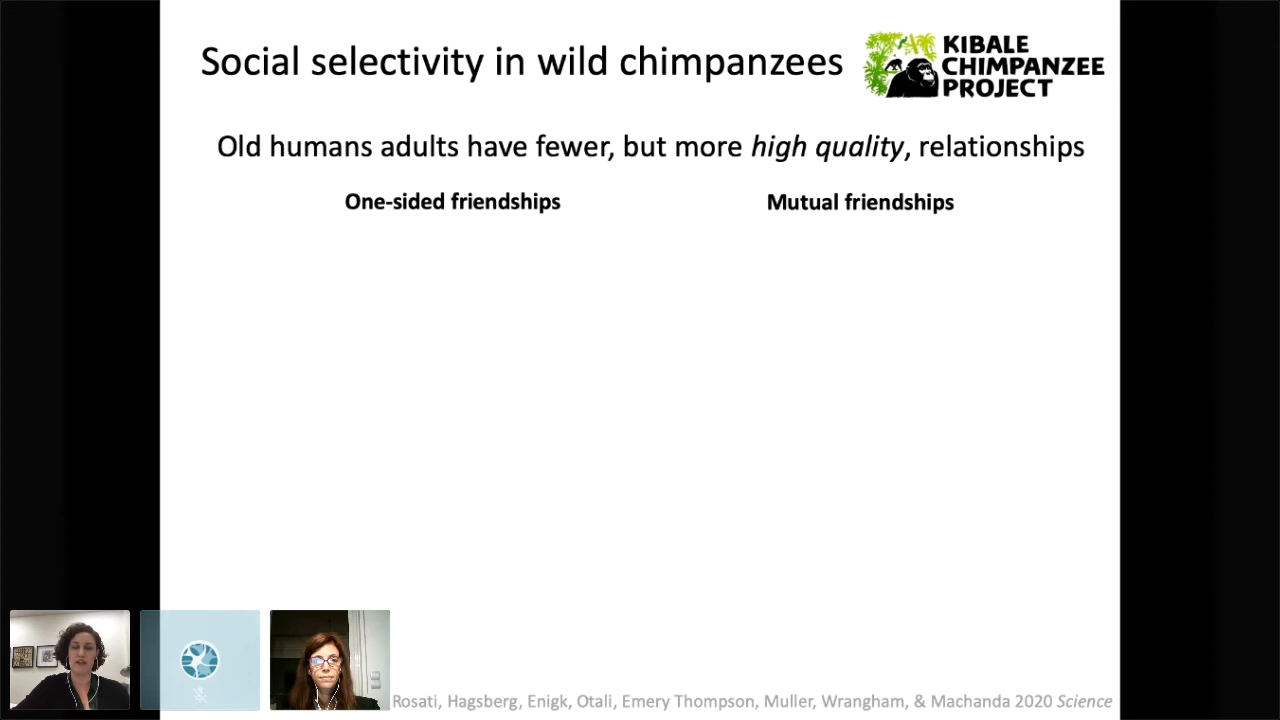 Social selectivity in wild chimpanzees
KIBALE
CHIMPANZEE
PROJECT
Old humans adults have fewer, but more high quality, relationships
One-sided friendships
Mutual friendships
Rosati, Hagsberg, Enigk, Otali, Emery Thompson, Muller, Wrangham, & Machanda 2020 Science